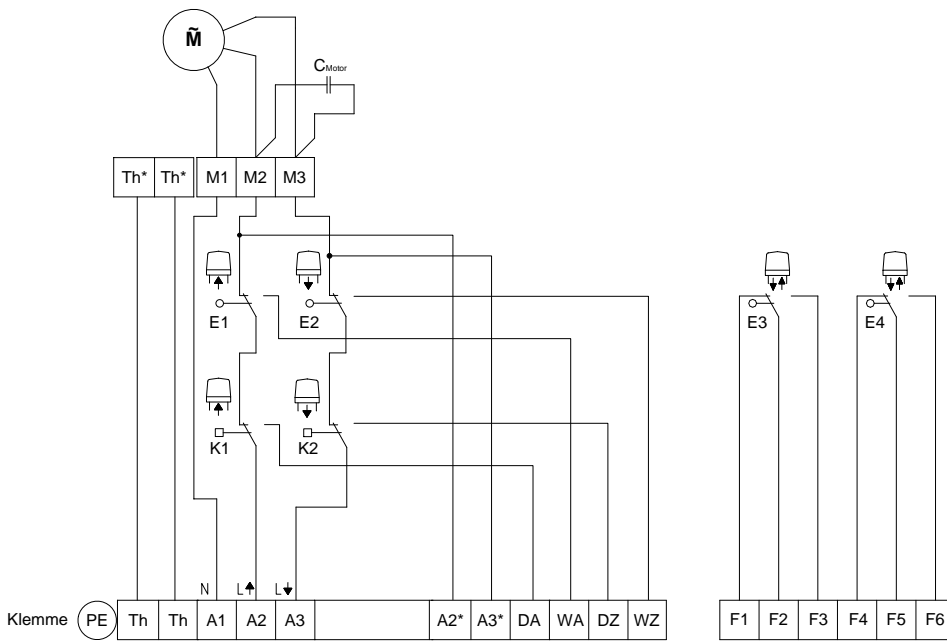 M̃
C Motor
Th* Th* M1 M2 M3
E1 E2 E3 E4
K1 K2
N L L
Klemme PE Th Th A1 A2 A3 A2* A3* DA WA DZ WZ F1 F2 F3 F4 F5 F6